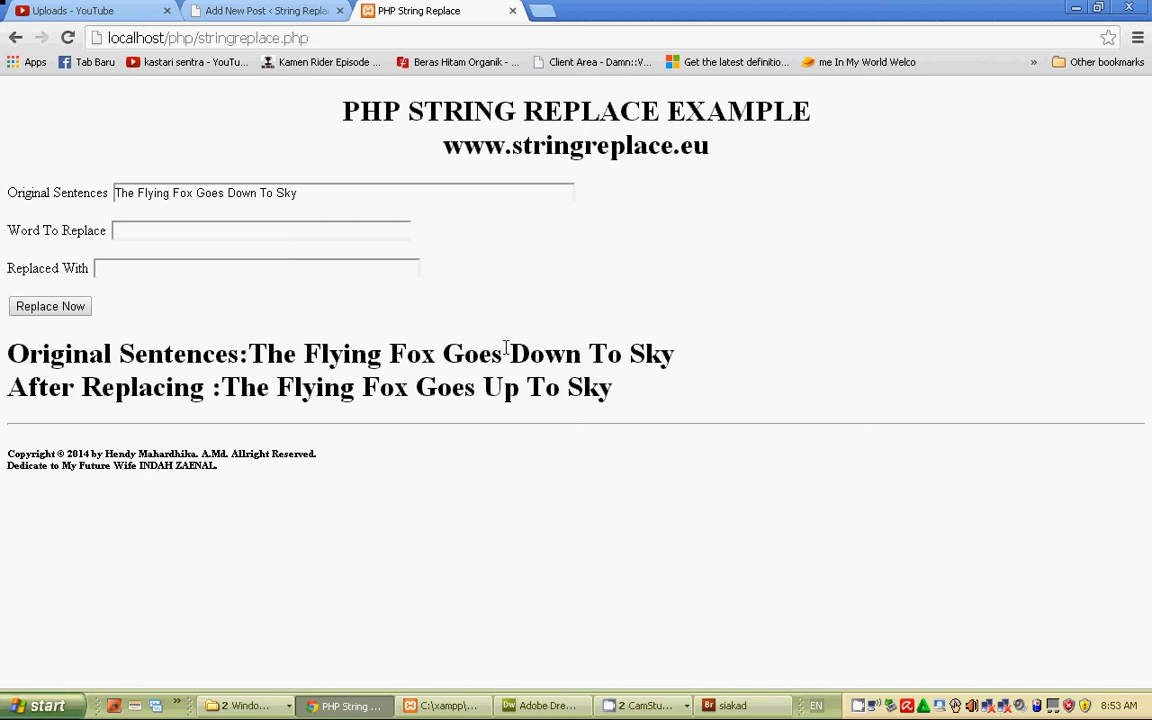 Uploads - YouTube
Add New Post < String Repla
PHP String Replace
localhost/php/stringreplace.php
Apps
Tab Baru
kastari sentra - YouTu...
Kamen Rider Episode ...
Beras Hitam Organik - ...
Client Area - Damn::V...
Get the latest definitio...
me In My World Welco
»
Other bookmarks
PHP STRING REPLACE EXAMPLE
www.stringreplace.eu
Original Sentences The Flying Fox Goes Down To Sky
Word To Replace
Replaced With
Replace Now
Original Sentences:The Flying Fox Goes Down To Sky
After Replacing :The Flying Fox Goes Up To Sky
Copyright © 2014 by Hendy Mahardhika. A.Md. Allright Reserved.
Dedicate to My Future Wife INDAH ZAENAL.
start
»
2 Windo...
PHP String ...
C:\xampp\...
Dw Adobe Dre...
2 CamStu...
Br siakad
EN
8:53 AM